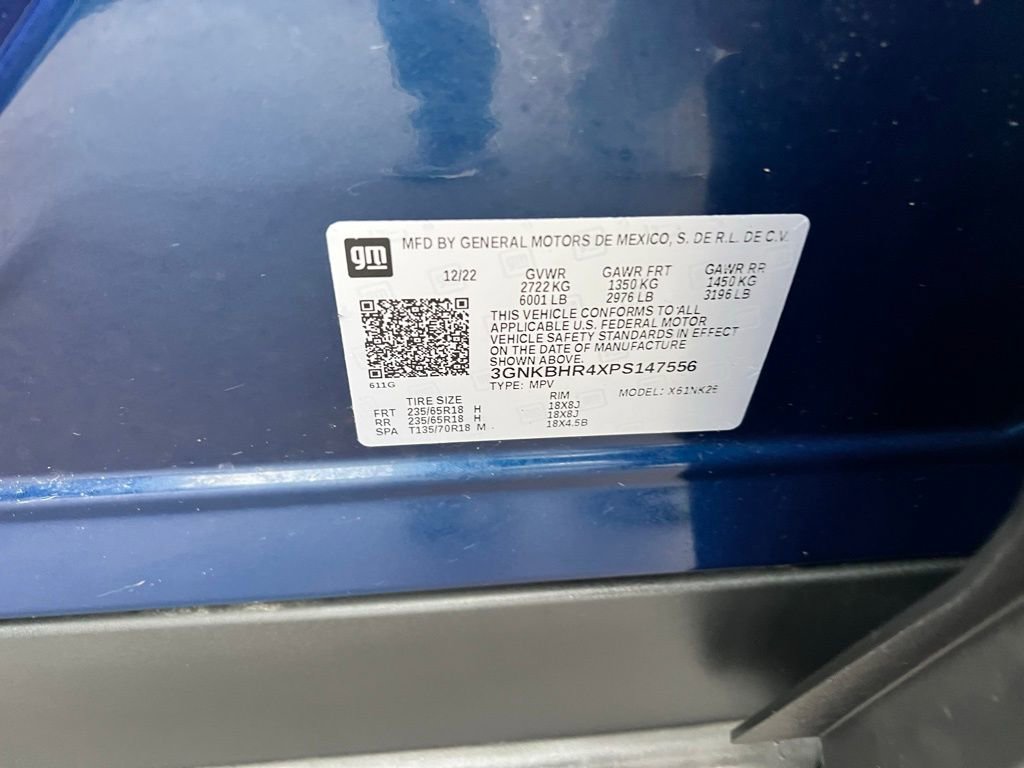 gm
MFD BY GENERAL MOTORS DE MEXICO, S. DE R.L. DE C.V.
12/22 GVWR GAWR FRT GAWR RR
2722 KG 1350 KG 1450 KG
6001 LB 2976 LB 3196 LB
THIS VEHICLE CONFORMS TO ALL
APPLICABLE U.S. FEDERAL MOTOR
VEHICLE SAFETY STANDARDS IN EFFECT
ON THE DATE OF MANUFACTURE
SHOWN ABOVE.
3GNKBHR4XPS147556
611G
TYPE: MPV MODEL: X61NK26
TIRE SIZE RIM
FRT 235/65R18 H 18X8J
RR 235/65R18 H 18X8J
SPA T135/70R18 M 18X4.5B